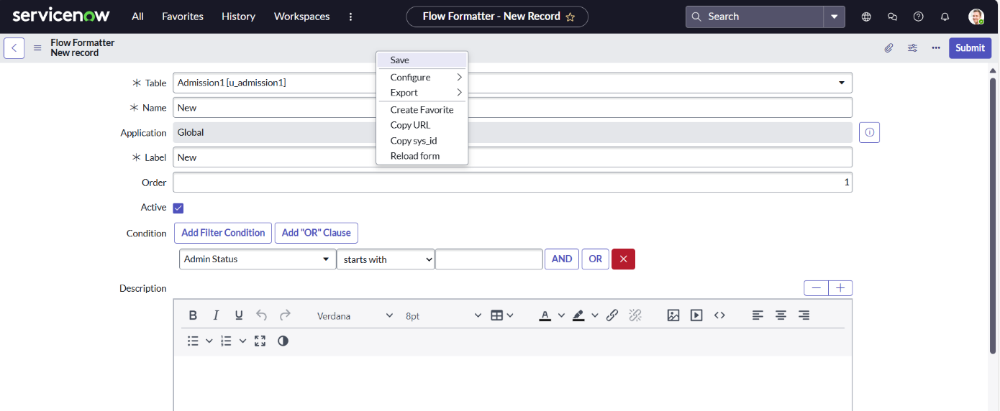 servicenow All Favorites History Workspaces Flow Formatter - New Record Search
Flow Formatter
New record
Submit
Save
Configure
Export
Create Favorite
Copy URL
Copy sys_id
Reload form
Table Admission1 [u_admission1]
Name New
Application Global
Label New
Order 1
Active
Condition Add Filter Condition Add "OR" Clause
Admin Status starts with AND OR
Description
B I U Verdana 8pt A